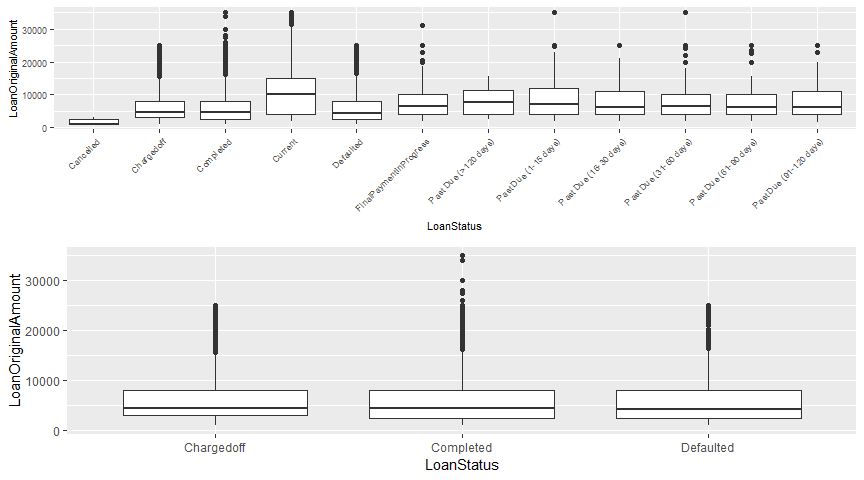 LoanOriginalAmount
30000
20000
10000
0
Cancelled
Chargedoff
Completed
Current
Defaulted
FinalPaymentInProgress
Past Due (>120 days)
Past Due (1-15 days)
Past Due (16-30 days)
Past Due (31-60 days)
Past Due (61-90 days)
Past Due (91-120 days)
LoanStatus
LoanOriginalAmount
30000
20000
10000
0
Chargedoff
Completed
Defaulted
LoanStatus